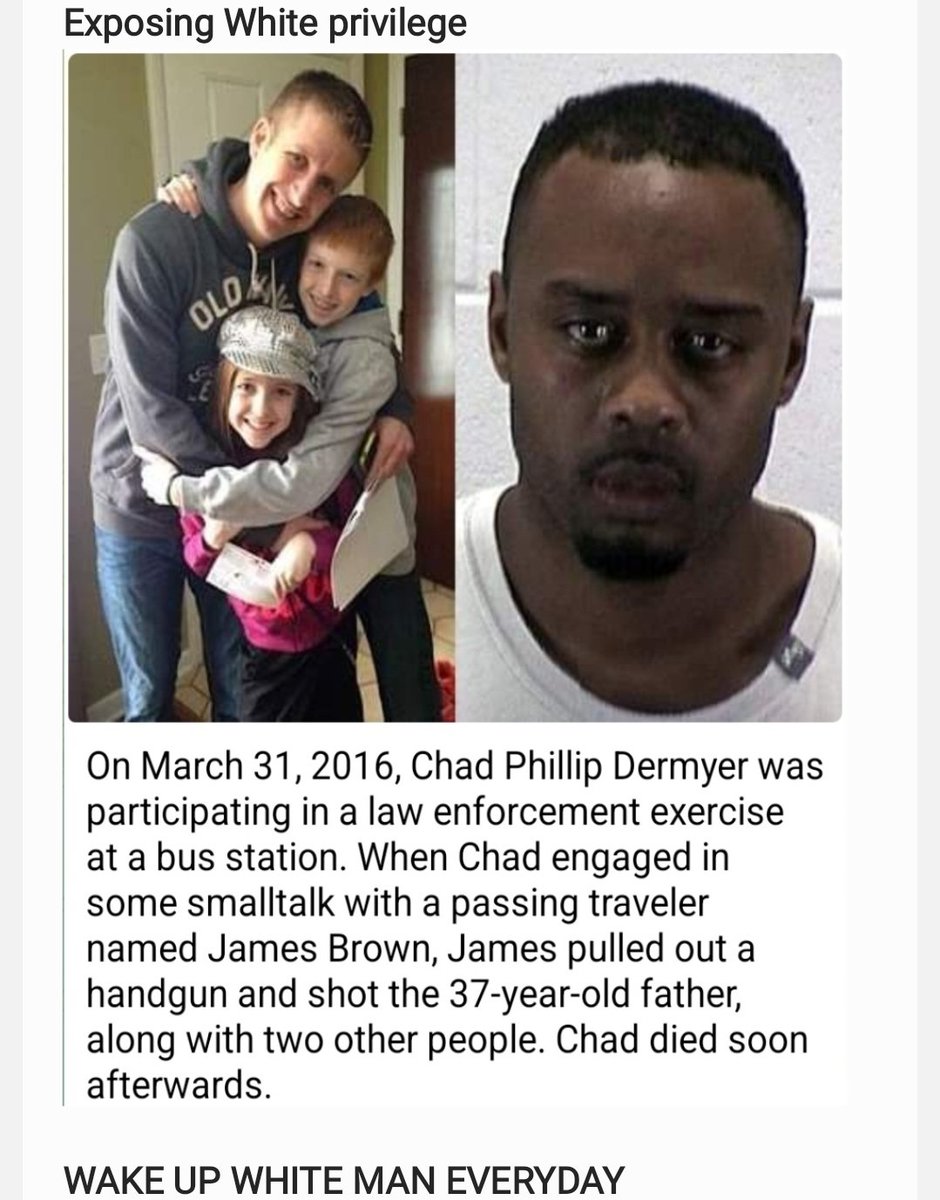 Exposing White privilege
OLD
On March 31, 2016, Chad Phillip Dermyer was
participating in a law enforcement exercise
at a bus station. When Chad engaged in
some smalltalk with a passing traveler
named James Brown, James pulled out a
handgun and shot the 37-year-old father,
along with two other people. Chad died soon
afterwards.
WAKE UP WHITE MAN EVERYDAY